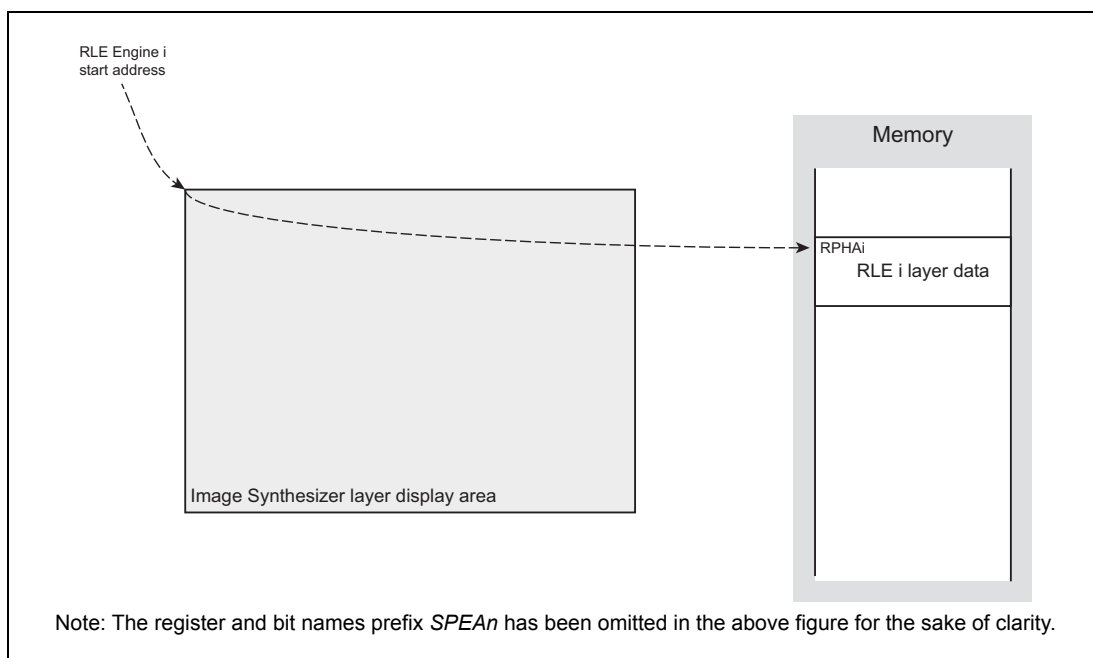 RLE Engine i
start address
Memory
RPHAi
RLE i layer data
Image Synthesizer layer display area
Note: The register and bit names prefix SPEAn has been omitted in the above figure for the sake of clarity.